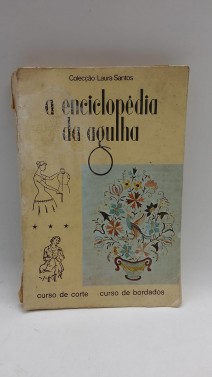 Colecção Laura Santos
a enciclopédia
da agulha
curso de corte curso de bordados